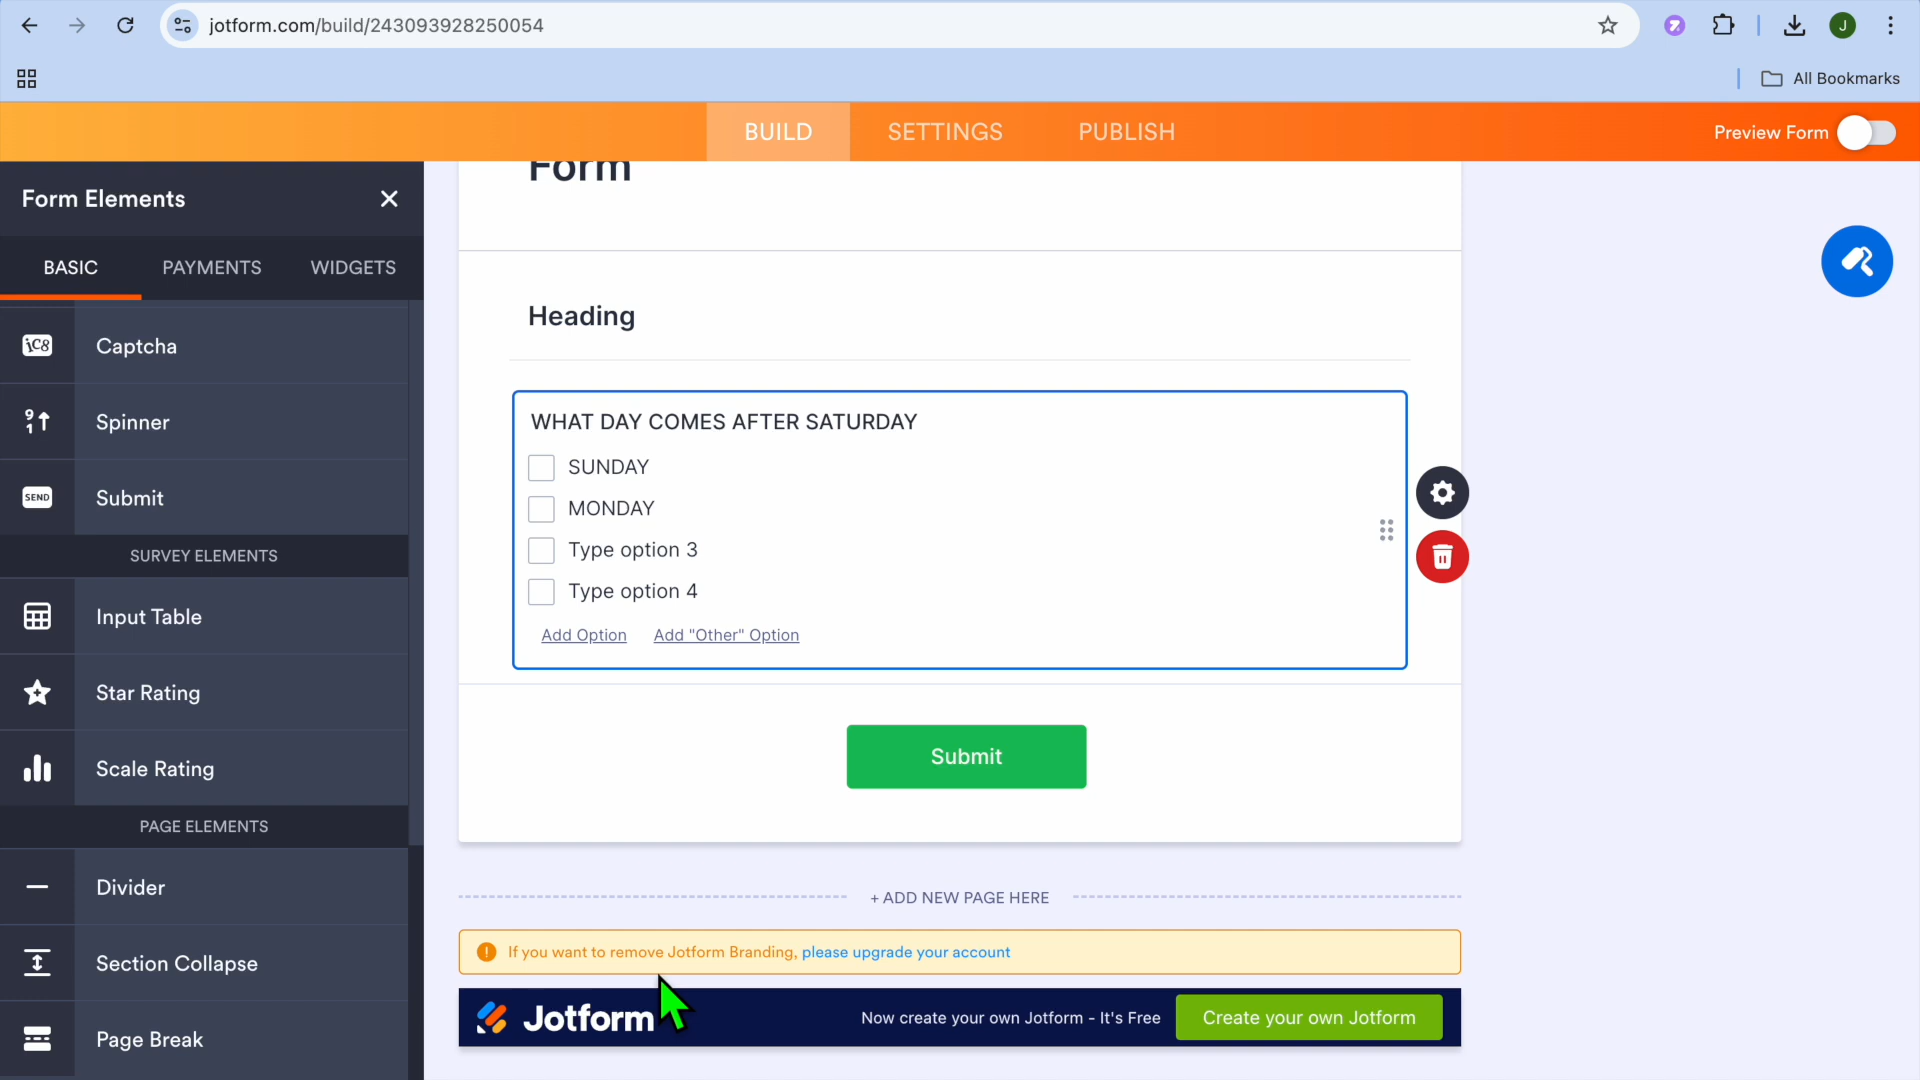 jotform.com/build/243093928250054
J
All Bookmarks
BUILD
SETTINGS
PUBLISH
Preview Form
Form Elements
BASIC
PAYMENTS
WIDGETS
Captcha
Spinner
SEND
Submit
SURVEY ELEMENTS
Input Table
Star Rating
Scale Rating
PAGE ELEMENTS
Divider
Section Collapse
Page Break
Form
Heading
WHAT DAY COMES AFTER SATURDAY
SUNDAY
MONDAY
Type option 3
Type option 4
Add Option
Add "Other" Option
Submit
+ ADD NEW PAGE HERE
If you want to remove Jotform Branding, please upgrade your account
Jotform
Now create your own Jotform - It's Free
Create your own Jotform